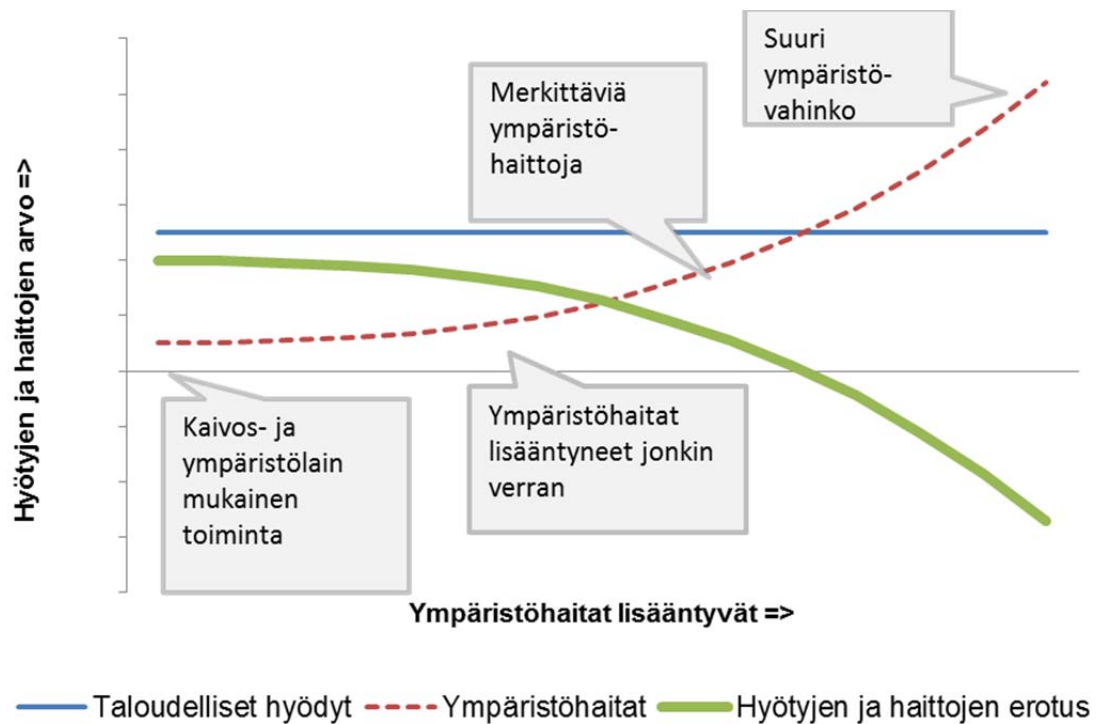 Suuri
ympäristö-
vahinko
Merkittäviä
ympäristö-
haittoja
Hyötyjen ja haittojen arvo =>
Kaivos- ja
ympäristölain
mukainen
toiminta
Ympäristöhaitat
lisääntyneet jonkin
verran
Ympäristöhaitat lisääntyvät =>
Taloudelliset hyödyt
Ympäristöhaitat
Hyötyjen ja haittojen erotus